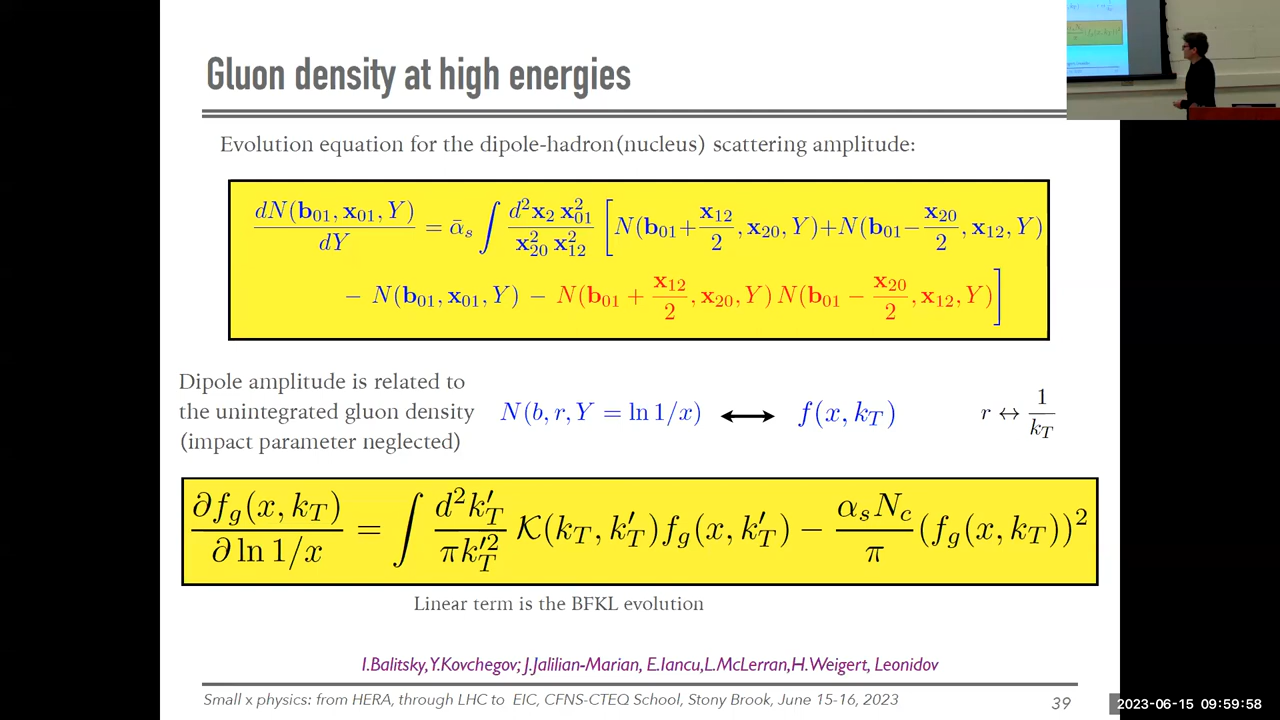 Gluon density at high energies
Evolution equation for the dipole-hadron(nucleus) scattering amplitude:
dN(b₀₁, x₀₁, Y)/dY = ᾱₛ ∫ d²x₂ x²₀₁ / (x²₂₀ x²₁₂) [ N(b₀₁+x₁₂/2, x₂₀, Y)+N(b₀₁−x₂₀/2, x₁₂, Y)
− N(b₀₁, x₀₁, Y) − N(b₀₁ + x₁₂/2, x₂₀, Y) N(b₀₁ − x₂₀/2, x₁₂, Y) ]
Dipole amplitude is related to
the unintegrated gluon density
(impact parameter neglected)
N(b, r, Y = ln 1/x) ⟷ f(x, k_T) r ↔ 1/k_T
∂f_g(x, k_T)/∂ ln 1/x = ∫ d²k′_T/πk′²_T 𝒦(k_T, k′_T)f_g(x, k′_T) − αₛN_c/π (f_g(x, k_T))²
Linear term is the BFKL evolution
I.Balitsky,Y.Kovchegov; J.Jalilian-Marian, E.Iancu,L.McLerran,H.Weigert, Leonidov
Small x physics: from HERA, through LHC to EIC, CFNS-CTEQ School, Stony Brook, June 15-16, 2023
39
2023-06-15 09:59:58